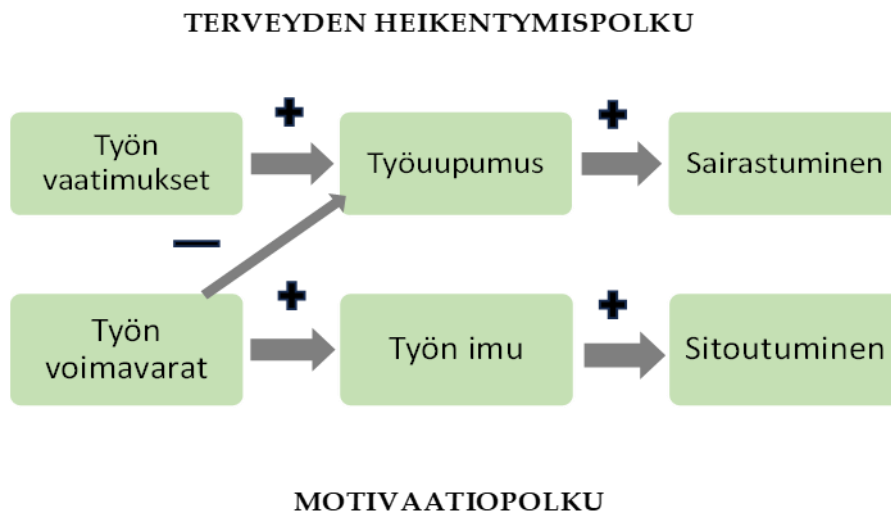 TERVEYDEN HEIKENTYMISPOLKU
Työn
vaatimukset
Työuupumus
Sairastuminen
Työn
voimavarat
Työn imu
Sitoutuminen
MOTIVAATIOPOLKU